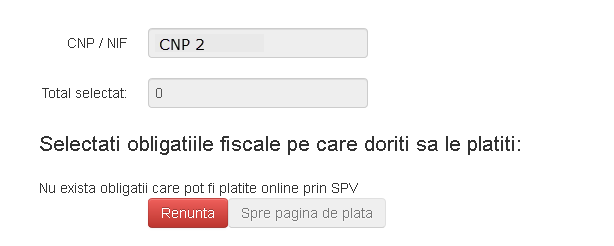 CNP / NIF
CNP 2
Total selectat:
0
Selectati obligatiile fiscale pe care doriti sa le platiti:
Nu exista obligatii care pot fi platite online prin SPV
Renunta
Spre pagina de plata